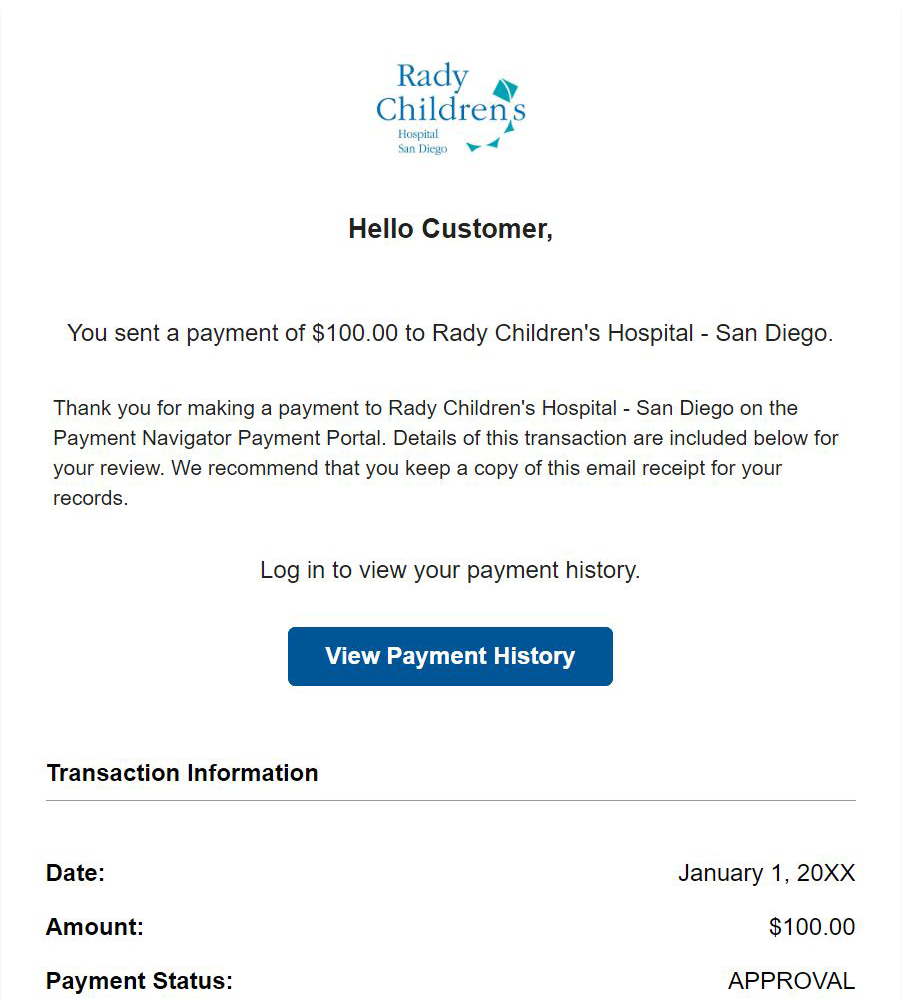 Rady
Children's
Hospital
San Diego
Hello Customer,
You sent a payment of $100.00 to Rady Children's Hospital - San Diego.
Thank you for making a payment to Rady Children's Hospital - San Diego on the
Payment Navigator Payment Portal. Details of this transaction are included below for
your review. We recommend that you keep a copy of this email receipt for your
records.
Log in to view your payment history.
View Payment History
Transaction Information
Date: January 1, 20XX
Amount: $100.00
Payment Status: APPROVAL